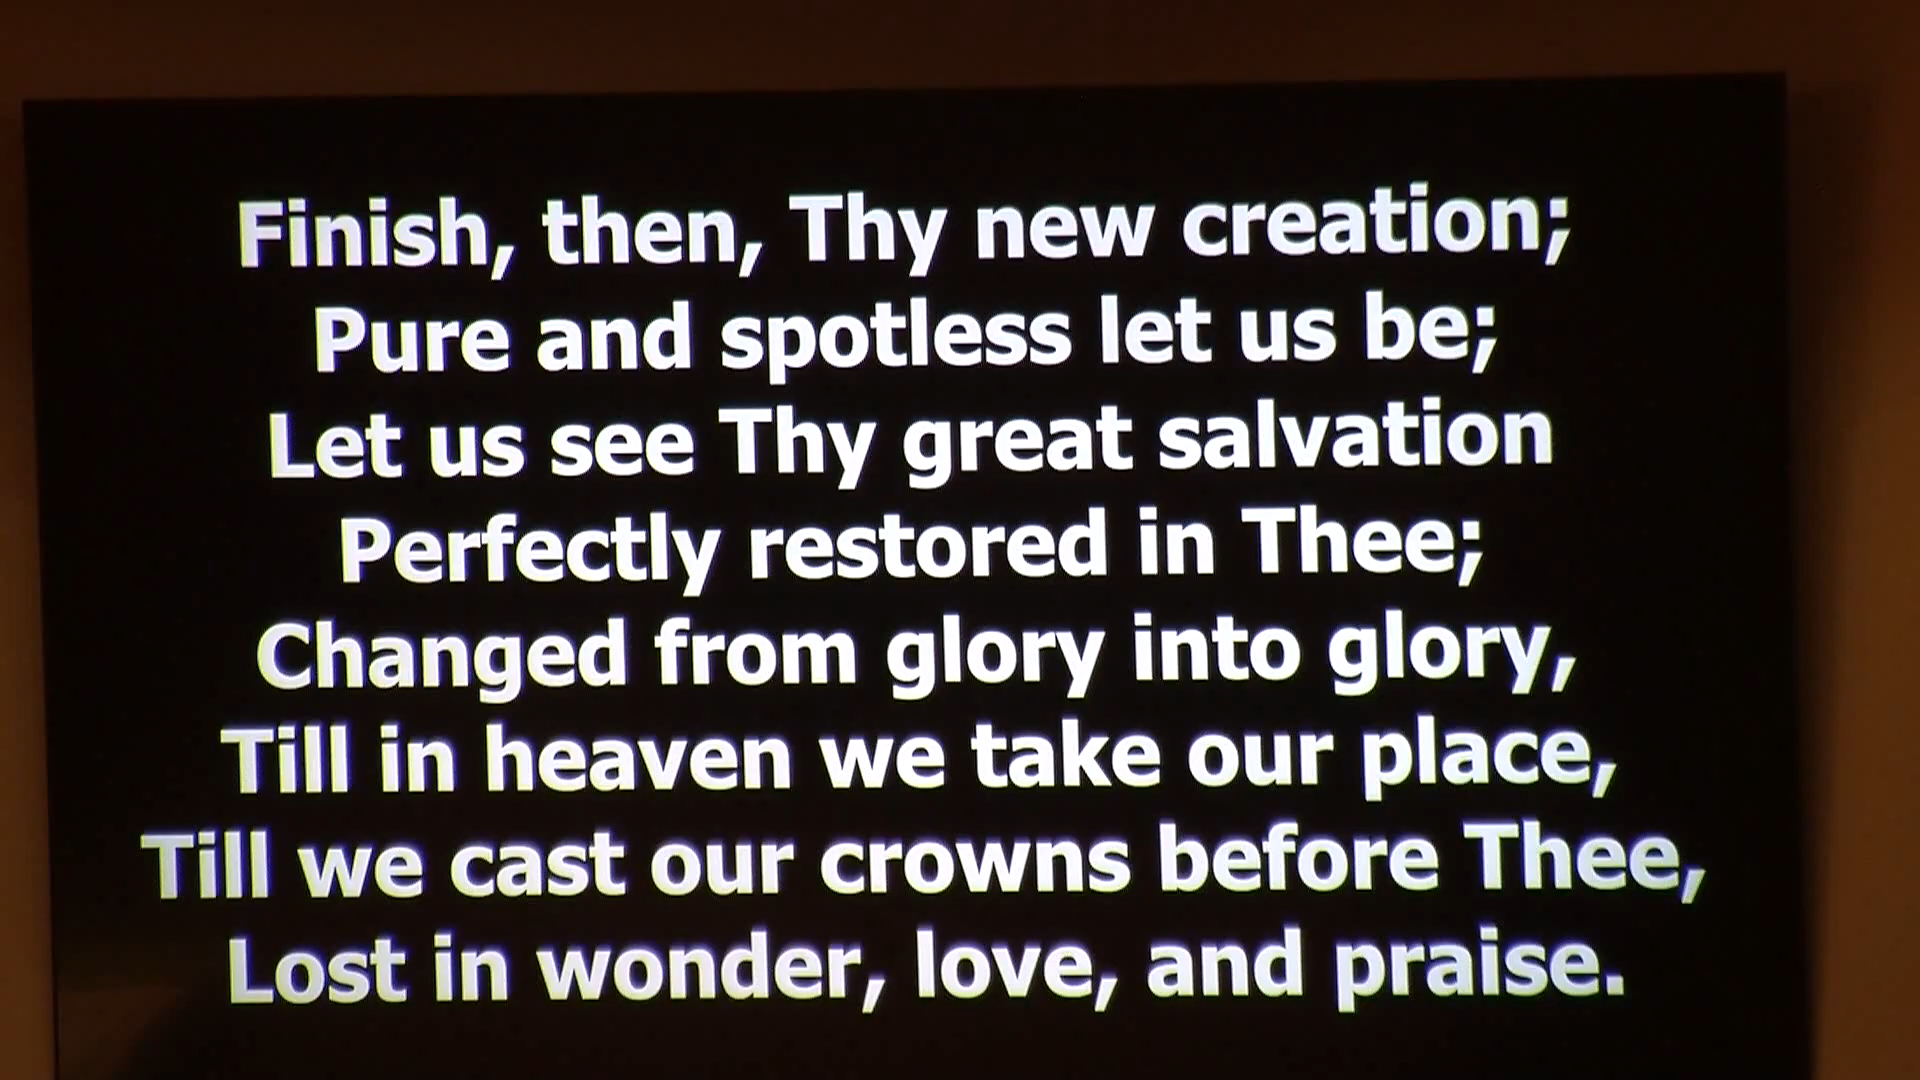 Finish, then, Thy new creation;
Pure and spotless let us be;
Let us see Thy great salvation
Perfectly restored in Thee;
Changed from glory into glory,
Till in heaven we take our place,
Till we cast our crowns before Thee,
Lost in wonder, love, and praise.